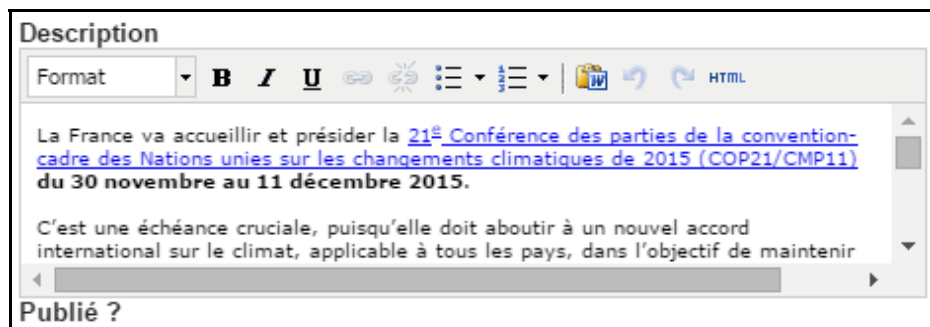 Description
Format B I U HTML
La France va accueillir et présider la 21e Conférence des parties de la convention-
cadre des Nations unies sur les changements climatiques de 2015 (COP21/CMP11)
du 30 novembre au 11 décembre 2015.
C’est une échéance cruciale, puisqu’elle doit aboutir à un nouvel accord
international sur le climat, applicable à tous les pays, dans l’objectif de maintenir
Publié ?